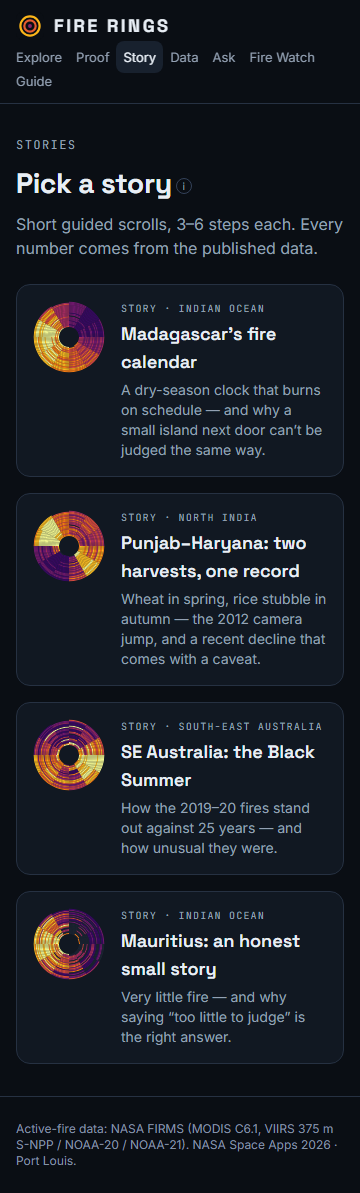 FIRE RINGS
Explore Proof Story Data Ask Fire Watch
Guide
STORIES
Pick a story i
Short guided scrolls, 3–6 steps each. Every
number comes from the published data.
STORY · INDIAN OCEAN
Madagascar's fire
calendar
A dry-season clock that burns
on schedule — and why a
small island next door can't be
judged the same way.
STORY · NORTH INDIA
Punjab–Haryana: two
harvests, one record
Wheat in spring, rice stubble in
autumn — the 2012 camera
jump, and a recent decline that
comes with a caveat.
STORY · SOUTH-EAST AUSTRALIA
SE Australia: the Black
Summer
How the 2019–20 fires stand
out against 25 years — and
how unusual they were.
STORY · INDIAN OCEAN
Mauritius: an honest
small story
Very little fire — and why
saying “too little to judge” is
the right answer.
Active-fire data: NASA FIRMS (MODIS C6.1, VIIRS 375 m
S-NPP / NOAA-20 / NOAA-21). NASA Space Apps 2026 ·
Port Louis.